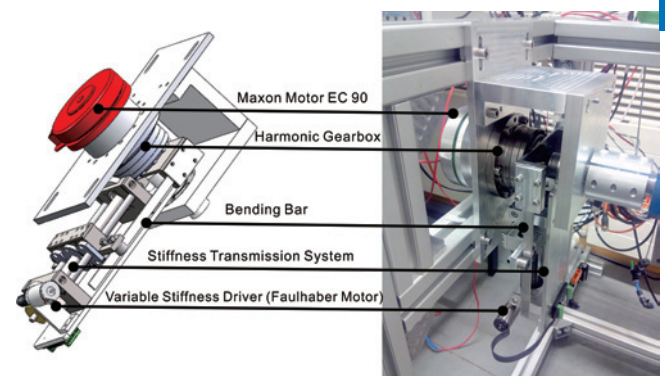 Maxon Motor EC 90
Harmonic Gearbox
Bending Bar
Stiffness Transmission System
Variable Stiffness Driver (Faulhaber Motor)